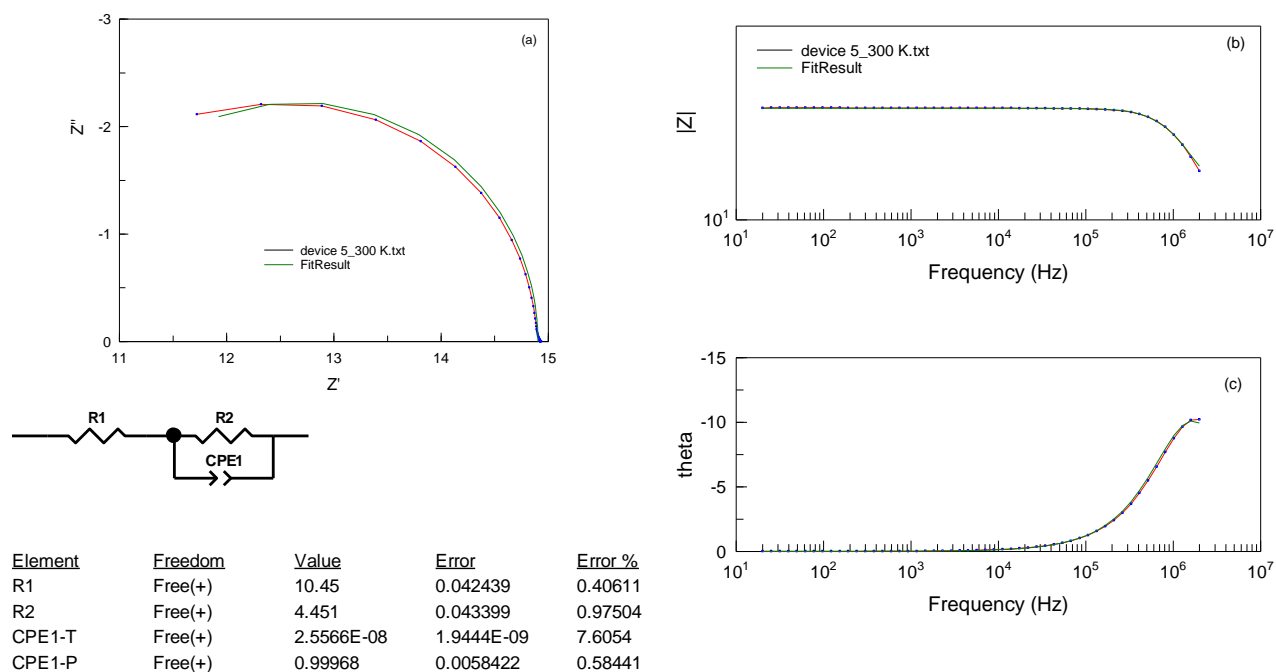 -3
(a)
-2
Z''
-1
device 5_300 K.txt
FitResult
0
11 12 13 14 15
Z'
(b)
device 5_300 K.txt
FitResult
|Z|
10¹
10¹ 10² 10³ 10⁴ 10⁵ 10⁶ 10⁷
Frequency (Hz)
-15
(c)
-10
theta
-5
0
10¹ 10² 10³ 10⁴ 10⁵ 10⁶ 10⁷
Frequency (Hz)
R1 R2
CPE1
Element Freedom Value Error Error %
R1 Free(+) 10.45 0.042439 0.40611
R2 Free(+) 4.451 0.043399 0.97504
CPE1-T Free(+) 2.5566E-08 1.9444E-09 7.6054
CPE1-P Free(+) 0.99968 0.0058422 0.58441